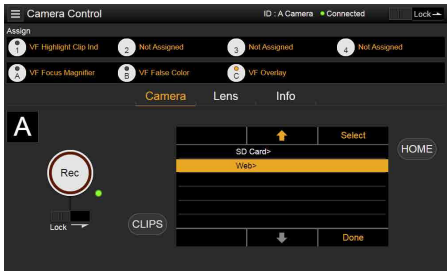 Camera Control
ID : A Camera
Connected
Lock
Assign
1 VF Highlight Clip Ind
2 Not Assigned
3 Not Assigned
4 Not Assigned
A VF Focus Magnifier
B VF False Color
C VF Overlay
Camera Lens Info
A
Select
SD Card>
HOME
Web>
Rec
CLIPS
Lock
Done